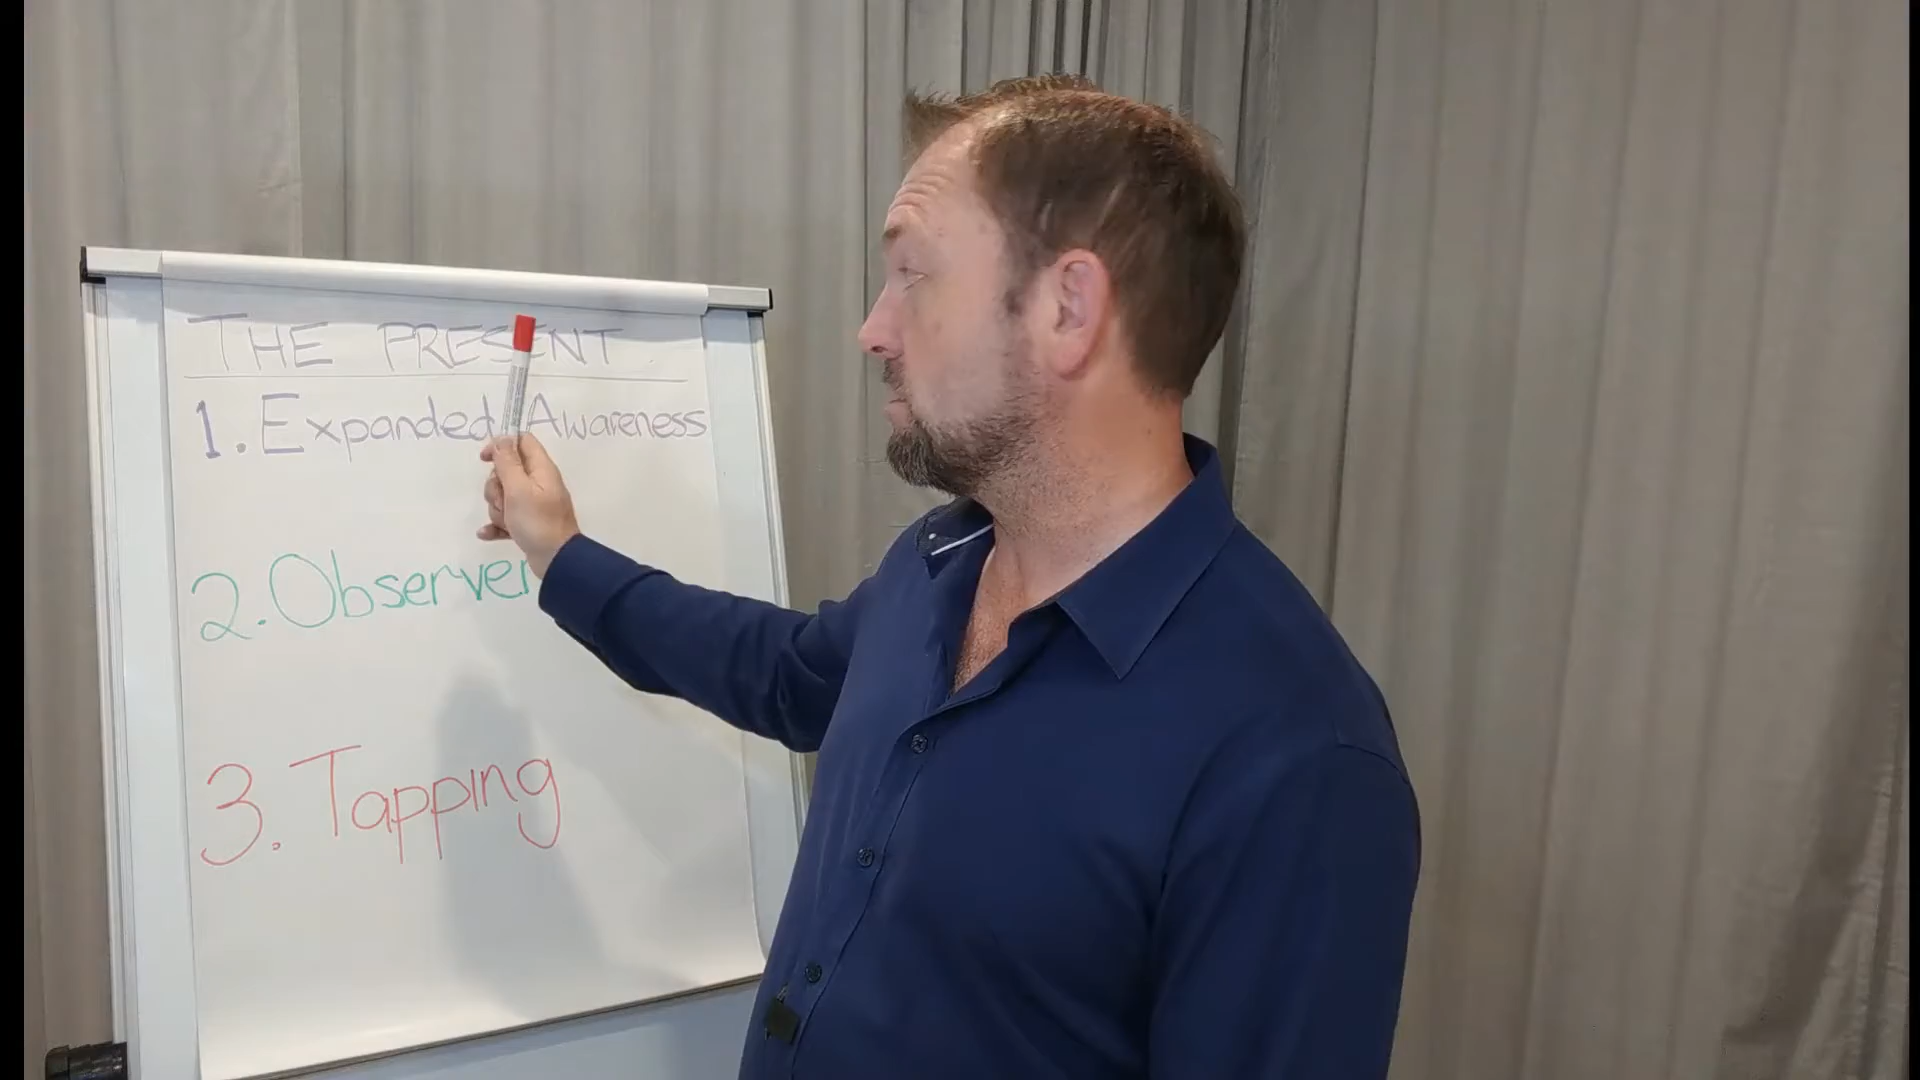 THE PRESENT
1. Expanded Awareness
2. Observer
3. Tapping